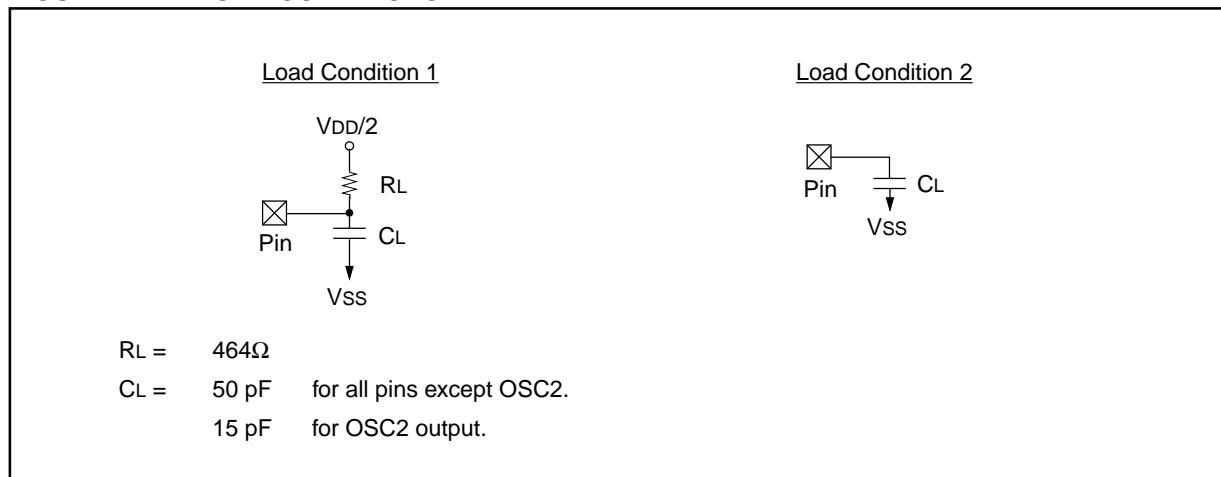 Load Condition 1
VDD/2
RL
Pin
CL
VSS
Load Condition 2
Pin
CL
VSS
RL = 464Ω
CL = 50 pF for all pins except OSC2.
15 pF for OSC2 output.